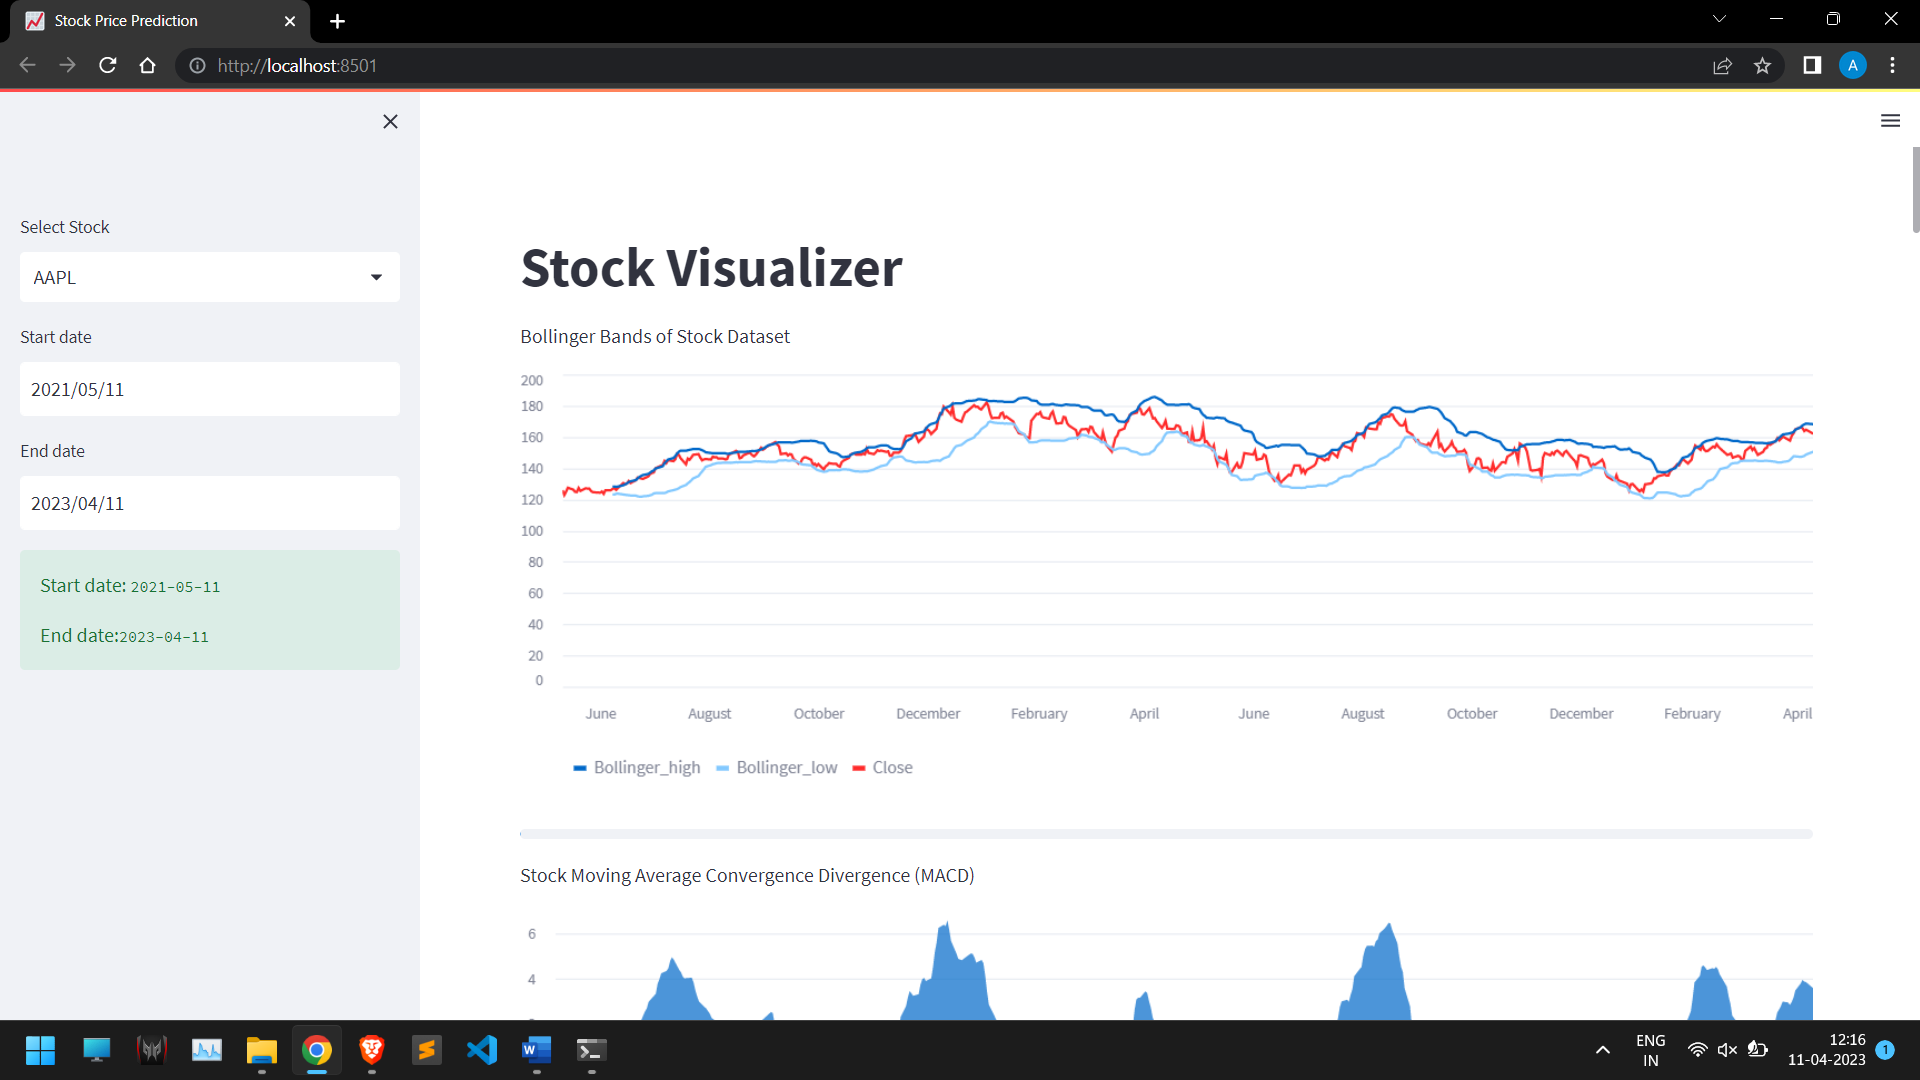 Stock Price Prediction
http://localhost:8501
A
Select Stock
AAPL
Start date
2021/05/11
End date
2023/04/11
Start date: 2021-05-11
End date:2023-04-11
Stock Visualizer
Bollinger Bands of Stock Dataset
200
180
160
140
120
100
80
60
40
20
0
June August October December February April June August October December February April
Bollinger_high Bollinger_low Close
Stock Moving Average Convergence Divergence (MACD)
6
4
W
ENG
IN
12:16
11-04-2023
1